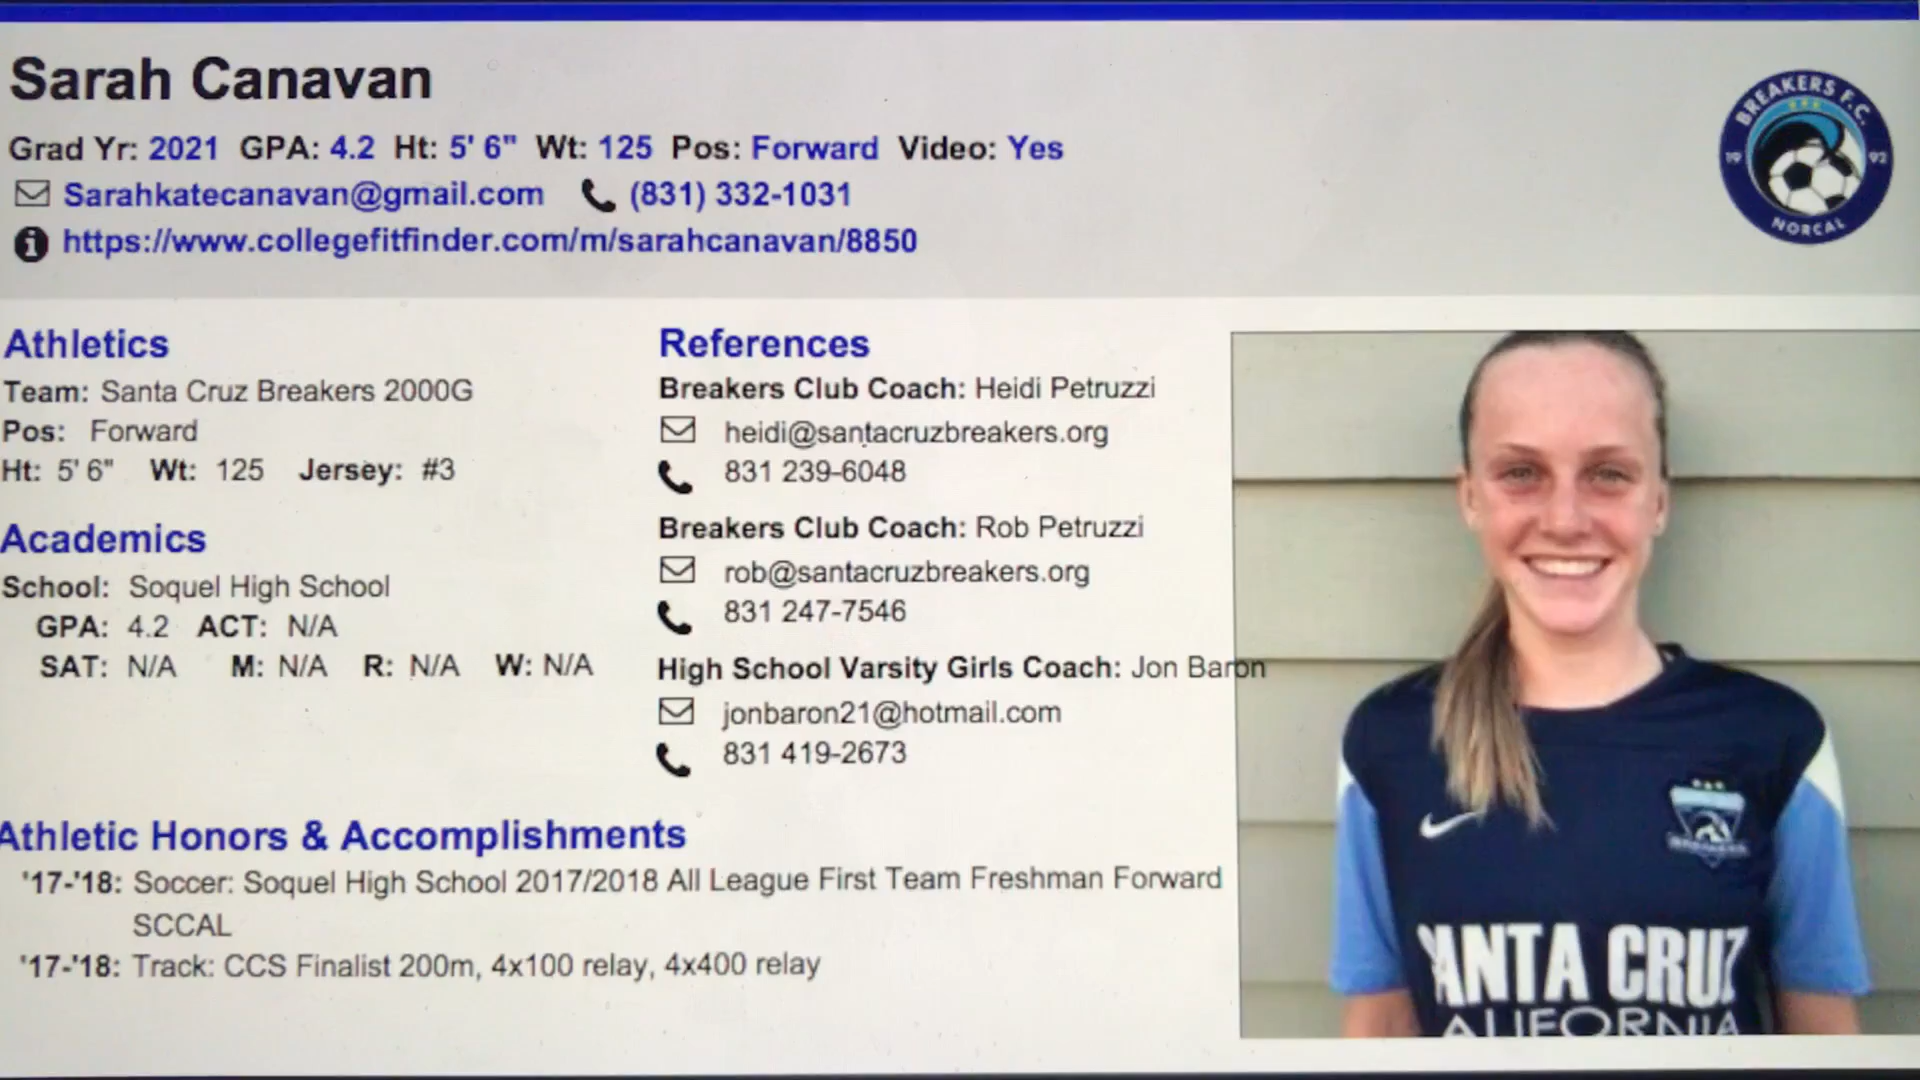 Sarah Canavan
Grad Yr: 2021 GPA: 4.2 Ht: 5' 6" Wt: 125 Pos: Forward Video: Yes
Sarahkatecanavan@gmail.com (831) 332-1031
https://www.collegefitfinder.com/m/sarahcanavan/8850
BREAKERS F.C.
19 92
NORCAL
Athletics
Team: Santa Cruz Breakers 2000G
Pos: Forward
Ht: 5' 6" Wt: 125 Jersey: #3
Academics
School: Soquel High School
GPA: 4.2 ACT: N/A
SAT: N/A M: N/A R: N/A W: N/A
References
Breakers Club Coach: Heidi Petruzzi
heidi@santacruzbreakers.org
831 239-6048
Breakers Club Coach: Rob Petruzzi
rob@santacruzbreakers.org
831 247-7546
High School Varsity Girls Coach: Jon Baron
jonbaron21@hotmail.com
831 419-2673
Athletic Honors & Accomplishments
'17-'18: Soccer: Soquel High School 2017/2018 All League First Team Freshman Forward
SCCAL
'17-'18: Track: CCS Finalist 200m, 4x100 relay, 4x400 relay
BREAKERS
SANTA CRUZ
ALIFORNIA